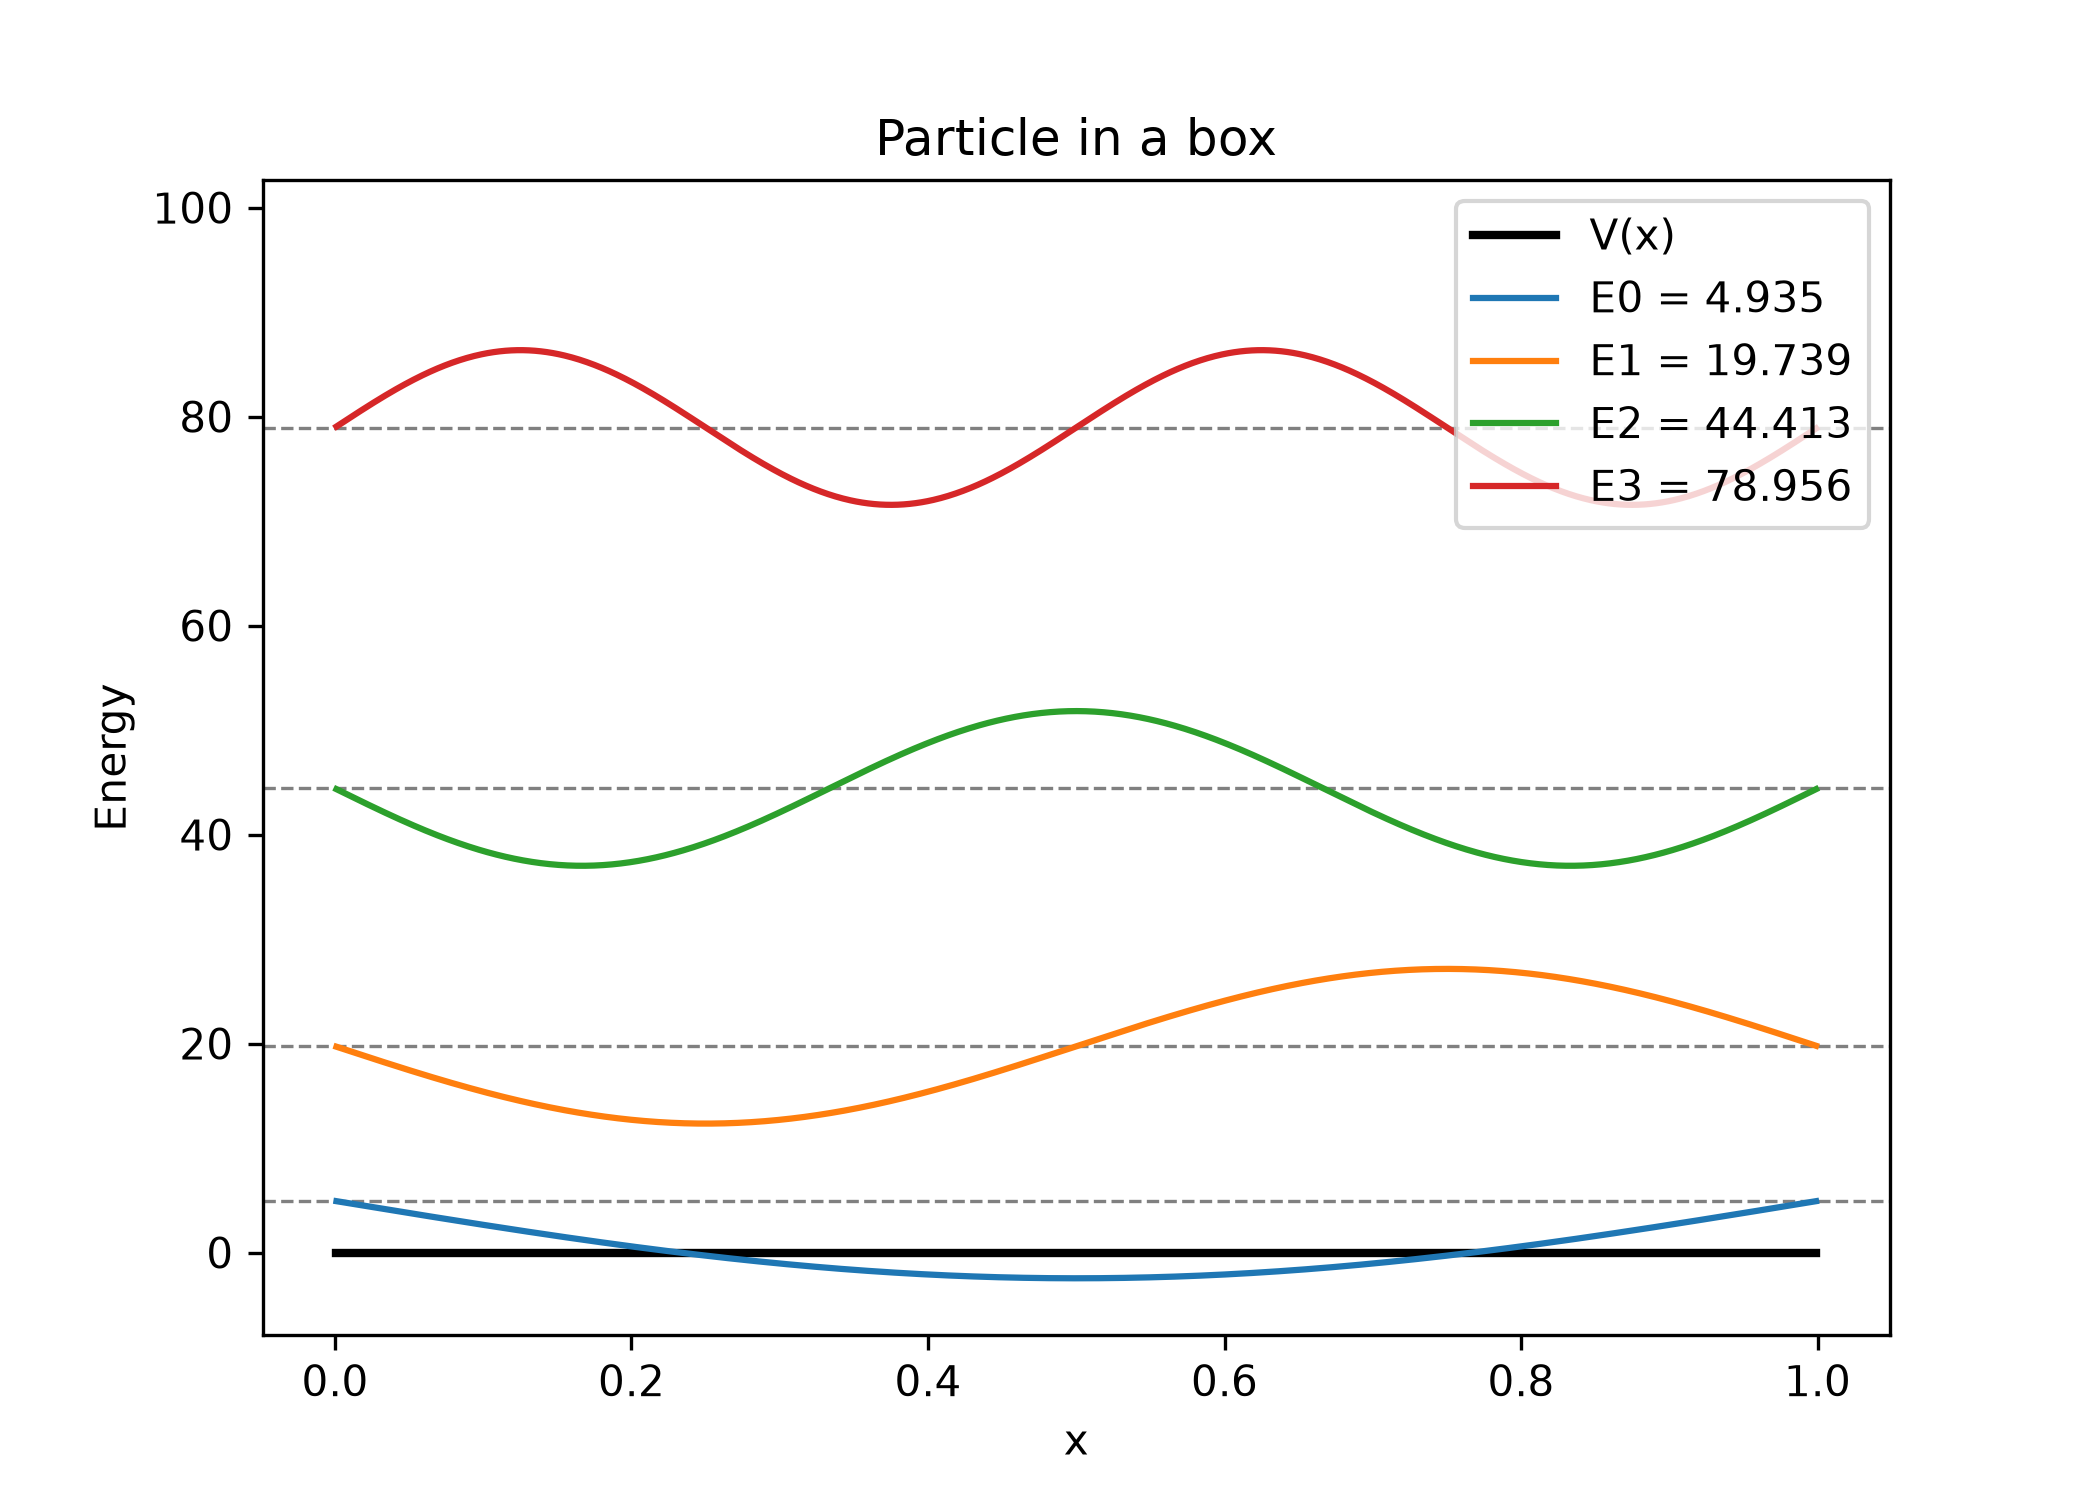 Particle in a box
100
80
60
40
20
0
Energy
V(x)
E0 = 4.935
E1 = 19.739
E2 = 44.413
E3 = 78.956
0.0 0.2 0.4 0.6 0.8 1.0
x